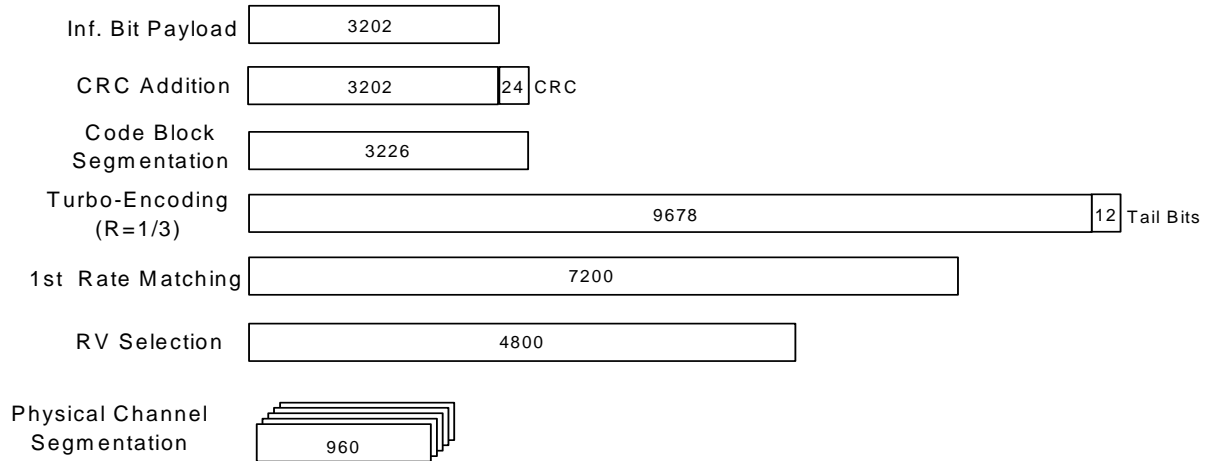 Inf. Bit Payload 3202
CRC Addition 3202 24 CRC
Code Block
Segmentation 3226
Turbo-Encoding
(R=1/3) 9678 12 Tail Bits
1st Rate Matching 7200
RV Selection 4800
Physical Channel
Segmentation 960